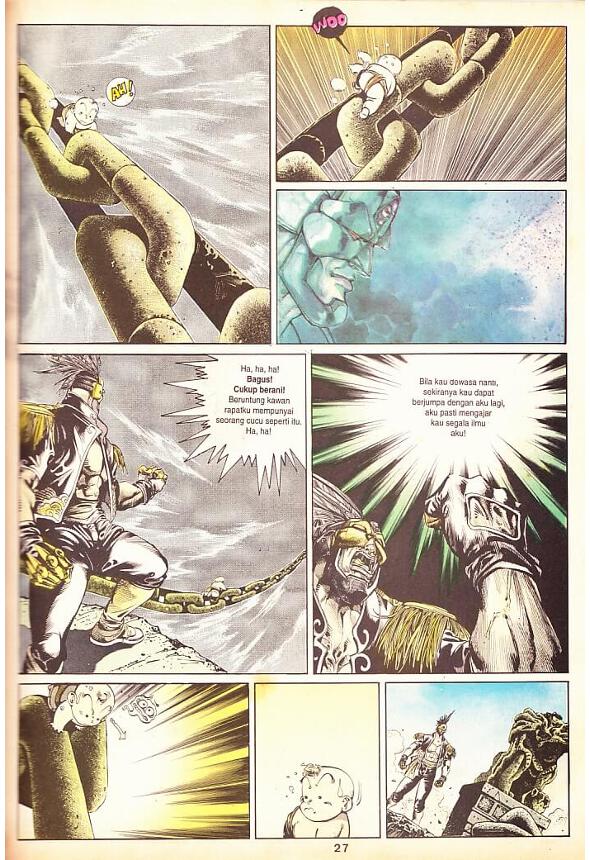 AH!
WOO
Ha, ha, ha!
Bagus!
Cukup berani!
Beruntung kawan
rapatku mempunyai
seorang cucu seperti itu.
Ha, ha!
Bila kau dowasa nanti,
sekiranya kau dapat
berjumpa dengan aku lagi,
aku pasti mengajar
kau segala ilmu
aku!
27